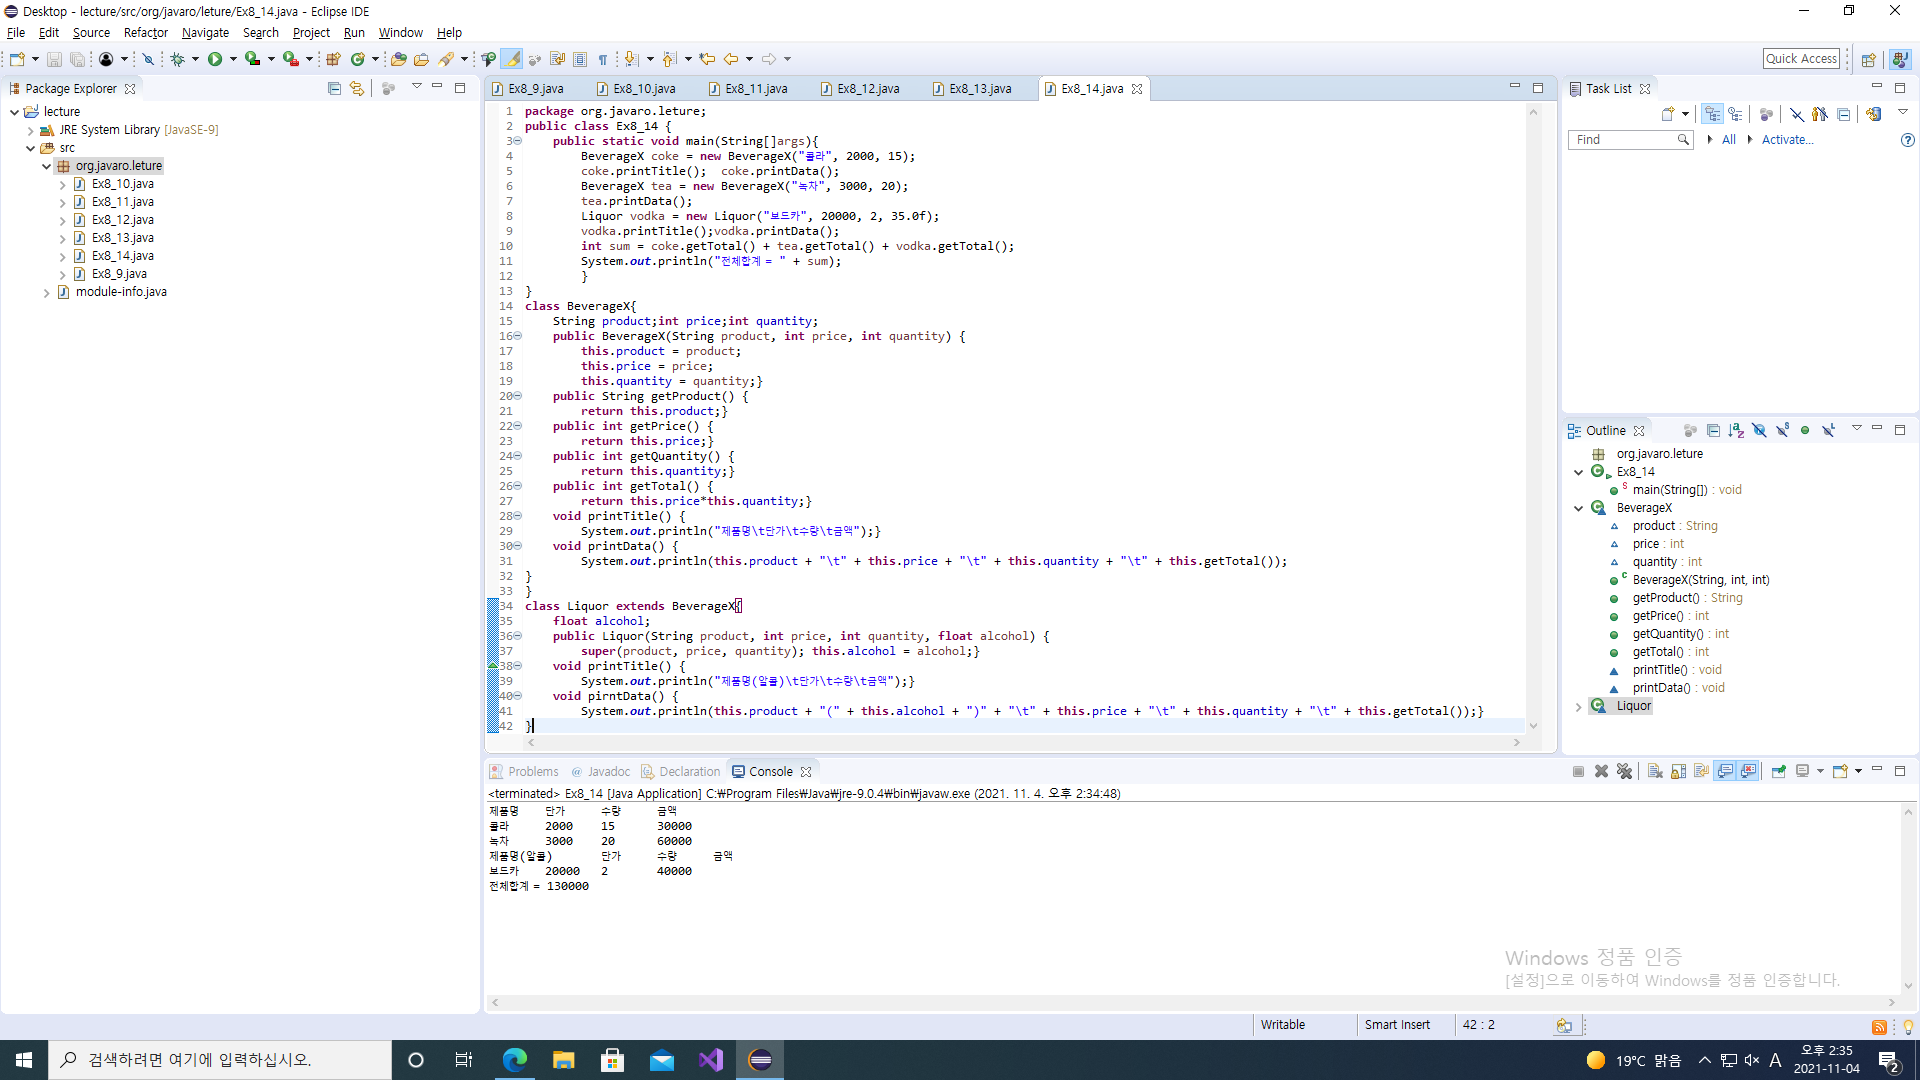 Desktop - lecture/src/org/javaro/leture/Ex8_14.java - Eclipse IDE
File Edit Source Refactor Navigate Search Project Run Window Help
Quick Access
Package Explorer
lecture
JRE System Library [JavaSE-9]
src
org.javaro.leture
Ex8_10.java
Ex8_11.java
Ex8_12.java
Ex8_13.java
Ex8_14.java
Ex8_9.java
module-info.java
Ex8_9.java Ex8_10.java Ex8_11.java Ex8_12.java Ex8_13.java Ex8_14.java
1 package org.javaro.leture;
2 public class Ex8_14 {
3 public static void main(String[]args){
4 BeverageX coke = new BeverageX("콜라", 2000, 15);
5 coke.printTitle(); coke.printData();
6 BeverageX tea = new BeverageX("녹차", 3000, 20);
7 tea.printData();
8 Liquor vodka = new Liquor("보드카", 20000, 2, 35.0f);
9 vodka.printTitle();vodka.printData();
10 int sum = coke.getTotal() + tea.getTotal() + vodka.getTotal();
11 System.out.println("전체합계 = " + sum);
12 }
13 }
14 class BeverageX{
15 String product;int price;int quantity;
16 public BeverageX(String product, int price, int quantity) {
17 this.product = product;
18 this.price = price;
19 this.quantity = quantity;}
20 public String getProduct() {
21 return this.product;}
22 public int getPrice() {
23 return this.price;}
24 public int getQuantity() {
25 return this.quantity;}
26 public int getTotal() {
27 return this.price*this.quantity;}
28 void printTitle() {
29 System.out.println("제품명\t단가\t수량\t금액");}
30 void printData() {
31 System.out.println(this.product + "\t" + this.price + "\t" + this.quantity + "\t" + this.getTotal());
32 }
33 }
34 class Liquor extends BeverageX{
35 float alcohol;
36 public Liquor(String product, int price, int quantity, float alcohol) {
37 super(product, price, quantity); this.alcohol = alcohol;}
38 void printTitle() {
39 System.out.println("제품명(알콜)\t단가\t수량\t금액");}
40 void pirntData() {
41 System.out.println(this.product + "(" + this.alcohol + ")" + "\t" + this.price + "\t" + this.quantity + "\t" + this.getTotal());}
42 }
Task List
Find All Activate...
Outline
org.javaro.leture
Ex8_14
main(String[]) : void
BeverageX
product : String
price : int
quantity : int
BeverageX(String, int, int)
getProduct() : String
getPrice() : int
getQuantity() : int
getTotal() : int
printTitle() : void
printData() : void
Liquor
Problems Javadoc Declaration Console
<terminated> Ex8_14 [Java Application] C:₩Program Files₩Java₩jre-9.0.4₩bin₩javaw.exe (2021. 11. 4. 오후 2:34:48)
제품명 단가 수량 금액
콜라 2000 15 30000
녹차 3000 20 60000
제품명(알콜) 단가 수량 금액
보드카 20000 2 40000
전체합계 = 130000
Windows 정품 인증
[설정]으로 이동하여 Windows를 정품 인증합니다.
Writable Smart Insert 42 : 2
검색하려면 여기에 입력하십시오.
19°C 맑음 A 오후 2:35
2021-11-04
2